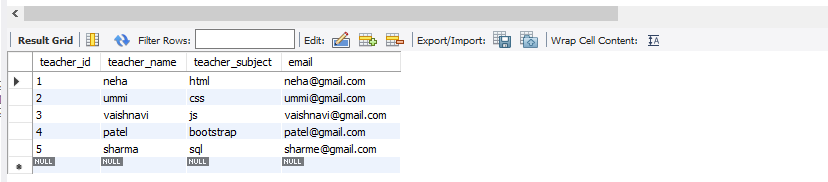 Result Grid Filter Rows: Edit: Export/Import: Wrap Cell Content: IA
teacher_id teacher_name teacher_subject email
1 neha html neha@gmail.com
2 ummi css ummi@gmail.com
3 vaishnavi js vaishnavi@gmail.com
4 patel bootstrap patel@gmail.com
5 sharma sql sharme@gmail.com
NULL NULL NULL NULL